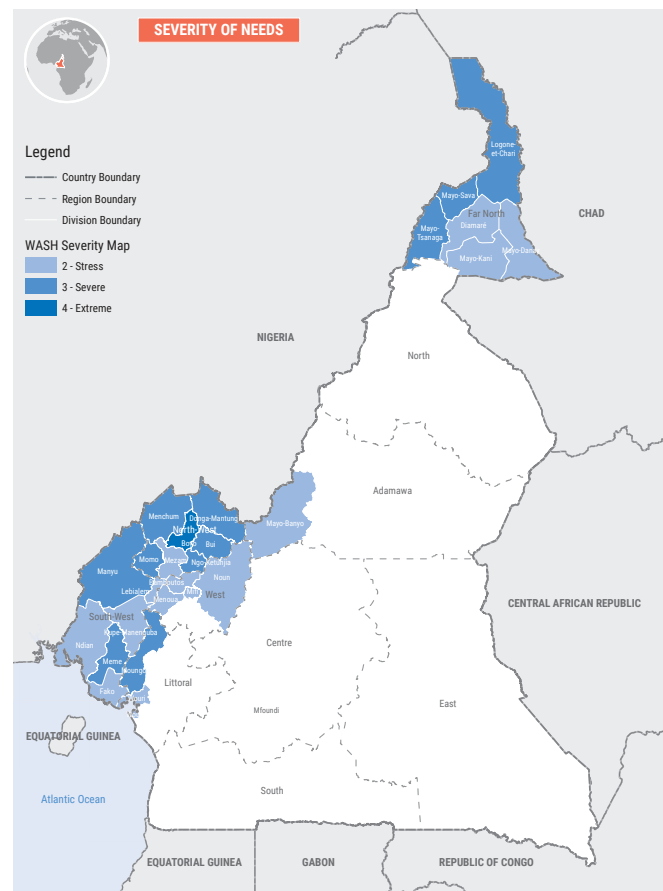 SEVERITY OF NEEDS
Legend
Country Boundary
Region Boundary
Division Boundary
WASH Severity Map
2 - Stress
3 - Severe
4 - Extreme
Logone-
et-Chari
Mayo-Sava
Far North
CHAD
Diamaré
Mayo-
Tsanaga
Mayo-Dana
Mayo-Kani
NIGERIA
North
Adamawa
Mayo-Banyo
Menchum
Donga-Mantung
North-West
Boyo
Bui
Momo
Mezam
Ngo-Ketunjia
Manyu
Noun
Bamboutos
Lebialem
Mifi
West
Menoua
CENTRAL AFRICAN REPUBLIC
South-West
Kupe-Manenguba
Ndian
Centre
Meme
Moungo
Littoral
Fako
Wouri
East
Mfoundi
EQUATORIAL GUINEA
Atlantic Ocean
South
EQUATORIAL GUINEA
GABON
REPUBLIC OF CONGO